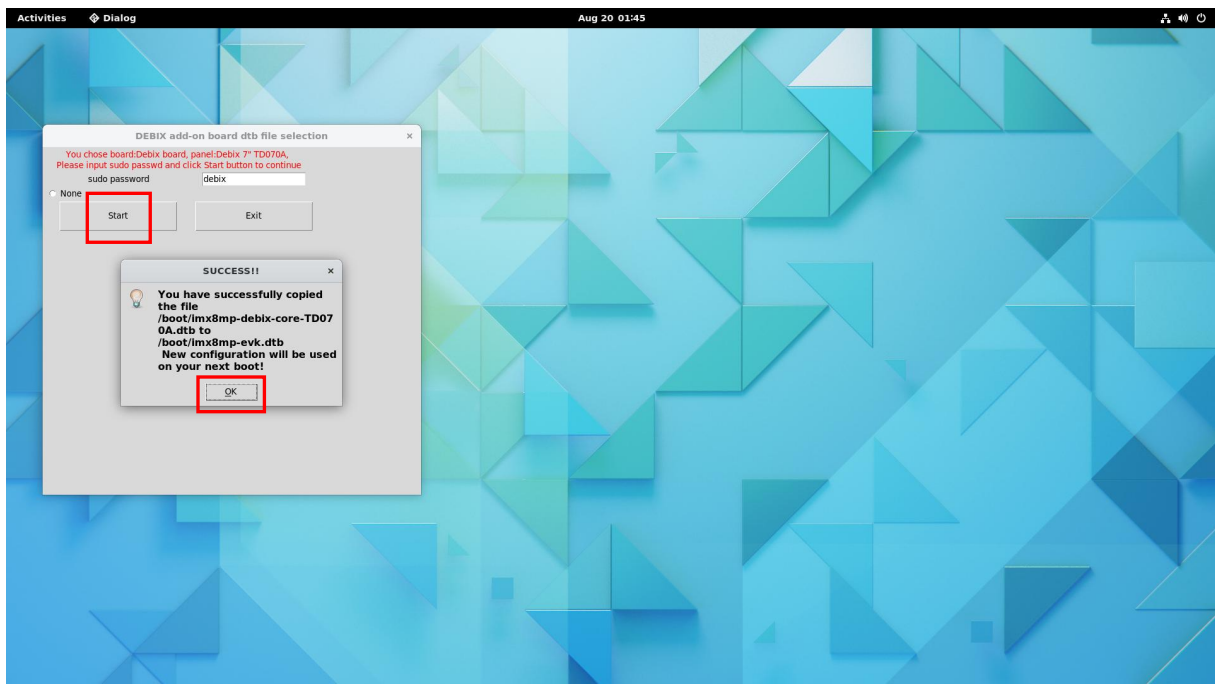 Activities Dialog Aug 20 01:45
DEBIX add-on board dtb file selection ×
You chose board:Debix board, panel:Debix 7" TD070A,
Please input sudo passwd and click Start button to continue
sudo password debix
None
Start Exit
SUCCESS!! ×
You have successfully copied
the file
/boot/imx8mp-debix-core-TD07
0A.dtb to
/boot/imx8mp-evk.dtb
New configuration will be used
on your next boot!
OK